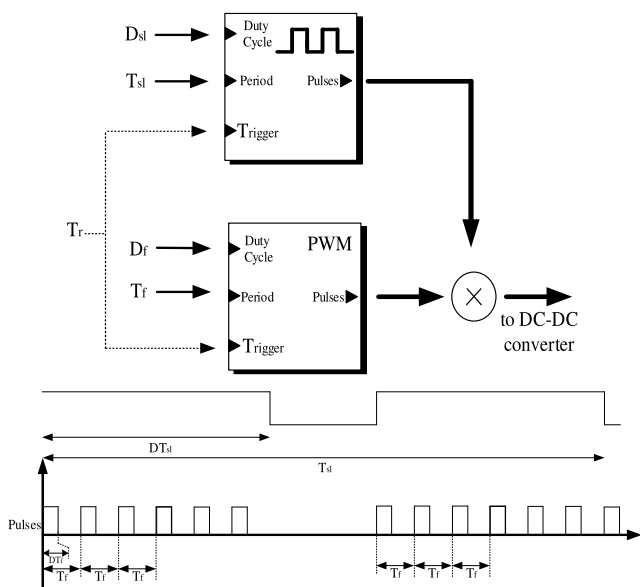 Dsl
Duty
Cycle
Tsl
Period
Pulses
Trigger
Tr
Df
Duty
Cycle
PWM
Tf
Period
Pulses
Trigger
to DC-DC
converter
DTsl
Tsl
Pulses
DTf
Tf
Tf
Tf
Tf
Tf
Tf